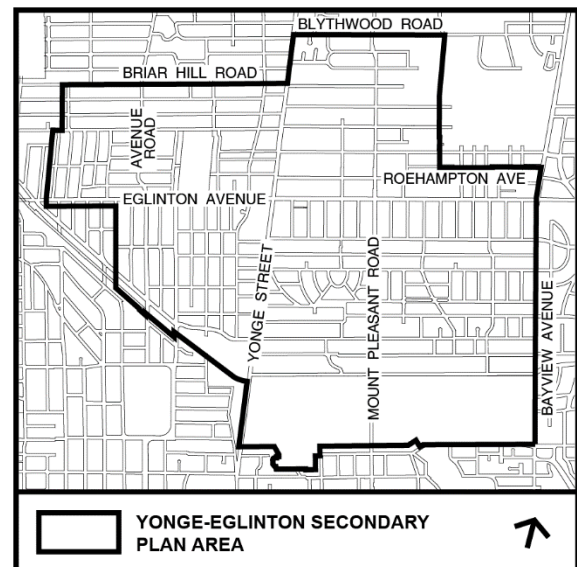 BLYTHWOOD ROAD
BRIAR HILL ROAD
AVENUE
ROAD
ROEHAMPTON AVE
EGLINTON AVENUE
YONGE STREET
MOUNT PLEASANT ROAD
BAYVIEW AVENUE
YONGE-EGLINTON SECONDARY
PLAN AREA